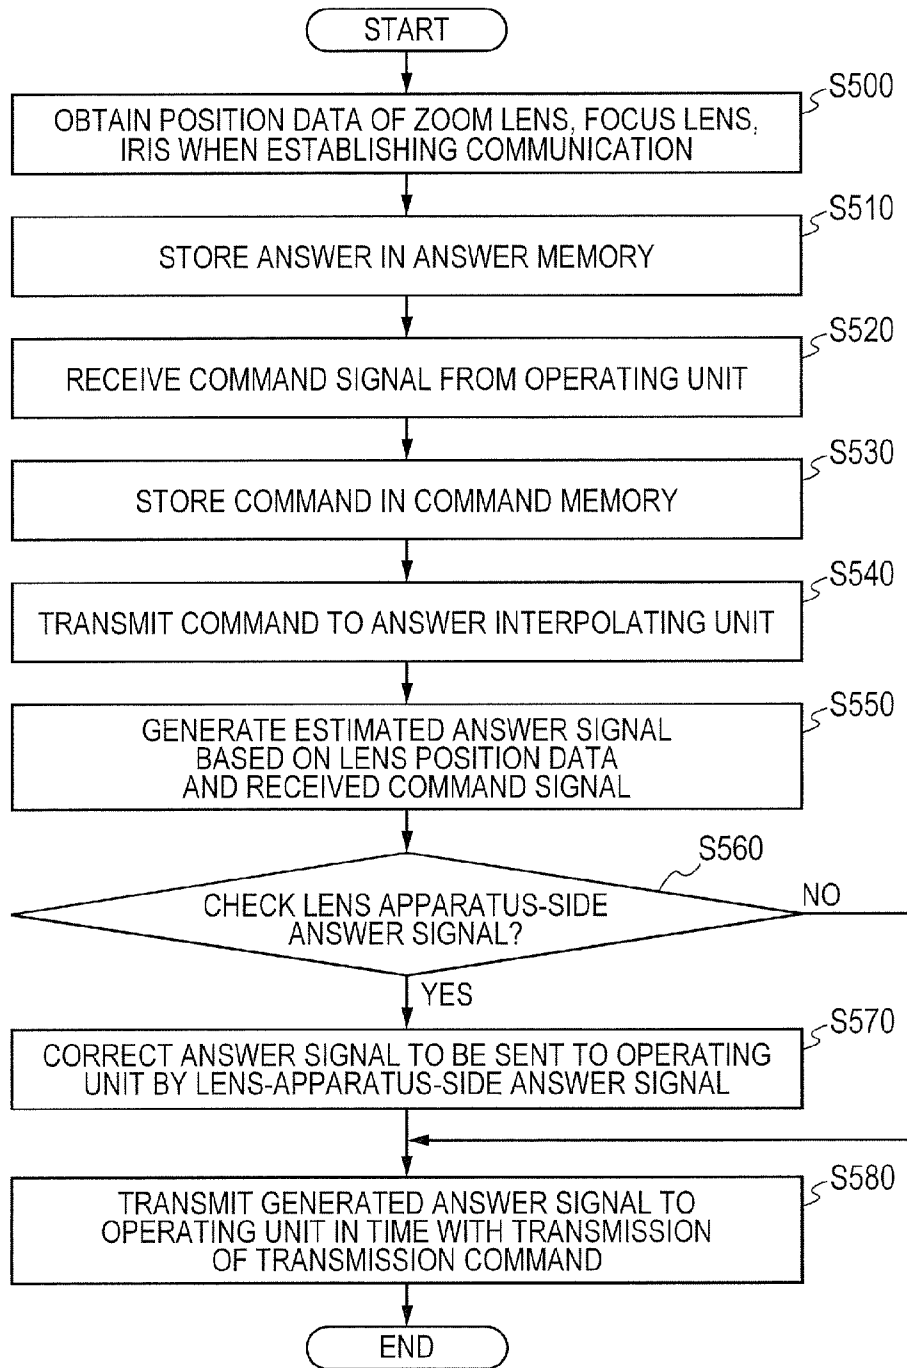 START
S500
OBTAIN POSITION DATA OF ZOOM LENS, FOCUS LENS,
IRIS WHEN ESTABLISHING COMMUNICATION
S510
STORE ANSWER IN ANSWER MEMORY
S520
RECEIVE COMMAND SIGNAL FROM OPERATING UNIT
S530
STORE COMMAND IN COMMAND MEMORY
S540
TRANSMIT COMMAND TO ANSWER INTERPOLATING UNIT
S550
GENERATE ESTIMATED ANSWER SIGNAL
BASED ON LENS POSITION DATA
AND RECEIVED COMMAND SIGNAL
S560
CHECK LENS APPARATUS-SIDE
ANSWER SIGNAL?
NO
YES
S570
CORRECT ANSWER SIGNAL TO BE SENT TO OPERATING
UNIT BY LENS-APPARATUS-SIDE ANSWER SIGNAL
S580
TRANSMIT GENERATED ANSWER SIGNAL TO
OPERATING UNIT IN TIME WITH TRANSMISSION
OF TRANSMISSION COMMAND
END